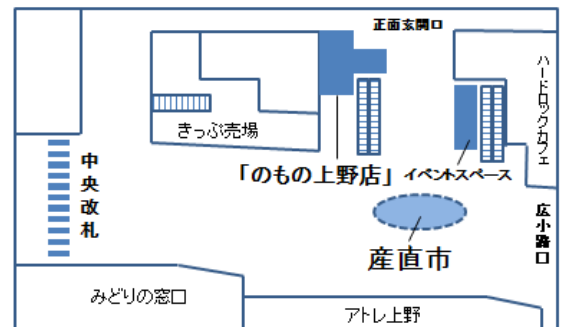 正面玄関口
ハードロックカフェ
きっぷ売場
中央改札
「のもの上野店」
イベントスペース
広小路口
産直市
みどりの窓口
アトレ上野